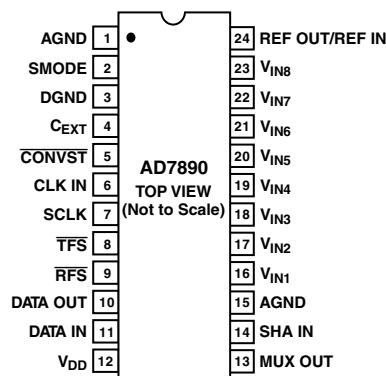 AGND 1 24 REF OUT/REF IN
SMODE 2 23 VIN8
DGND 3 22 VIN7
CEXT 4 21 VIN6
CONVST 5 20 VIN5
CLK IN 6 19 VIN4
SCLK 7 18 VIN3
TFS 8 17 VIN2
RFS 9 16 VIN1
DATA OUT 10 15 AGND
DATA IN 11 14 SHA IN
VDD 12 13 MUX OUT
AD7890
TOP VIEW
(Not to Scale)